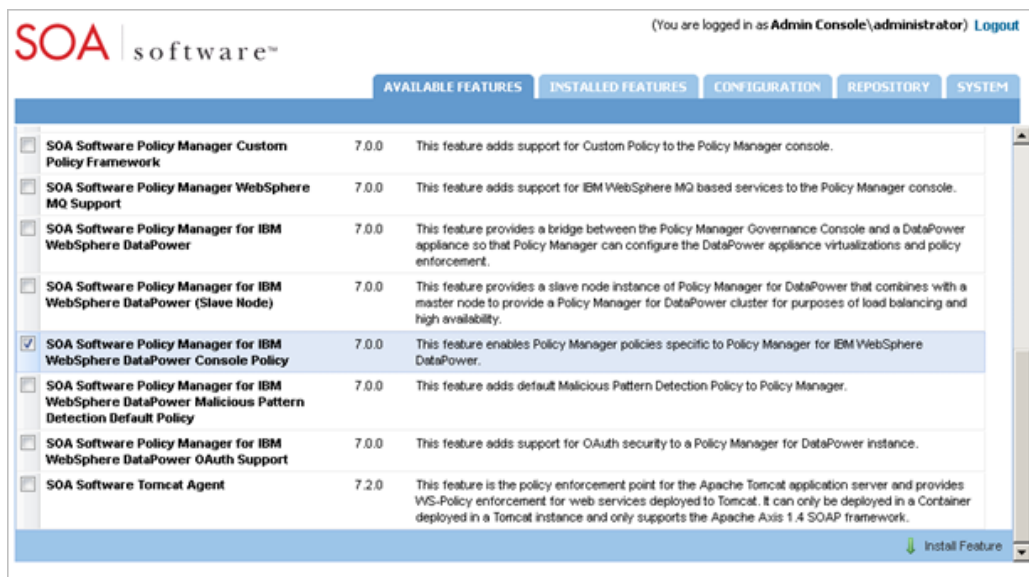 (You are logged in as Admin Console\administrator) Logout
SOA software™
AVAILABLE FEATURES INSTALLED FEATURES CONFIGURATION REPOSITORY SYSTEM
SOA Software Policy Manager Custom
Policy Framework
7.0.0
This feature adds support for Custom Policy to the Policy Manager console.
SOA Software Policy Manager WebSphere
MQ Support
7.0.0
This feature adds support for IBM WebSphere MQ based services to the Policy Manager console.
SOA Software Policy Manager for IBM
WebSphere DataPower
7.0.0
This feature provides a bridge between the Policy Manager Governance Console and a DataPower
appliance so that Policy Manager can configure the DataPower appliance virtualizations and policy
enforcement.
SOA Software Policy Manager for IBM
WebSphere DataPower (Slave Node)
7.0.0
This feature provides a slave node instance of Policy Manager for DataPower that combines with a
master node to provide a Policy Manager for DataPower cluster for purposes of load balancing and
high availability.
SOA Software Policy Manager for IBM
WebSphere DataPower Console Policy
7.0.0
This feature enables Policy Manager policies specific to Policy Manager for IBM WebSphere
DataPower.
SOA Software Policy Manager for IBM
WebSphere DataPower Malicious Pattern
Detection Default Policy
7.0.0
This feature adds default Malicious Pattern Detection Policy to Policy Manager.
SOA Software Policy Manager for IBM
WebSphere DataPower OAuth Support
7.0.0
This feature adds support for OAuth security to a Policy Manager for DataPower instance.
SOA Software Tomcat Agent
7.2.0
This feature is the policy enforcement point for the Apache Tomcat application server and provides
WS-Policy enforcement for web services deployed to Tomcat. It can only be deployed in a Container
deployed in a Tomcat instance and only supports the Apache Axis 1.4 SOAP framework.
Install Feature